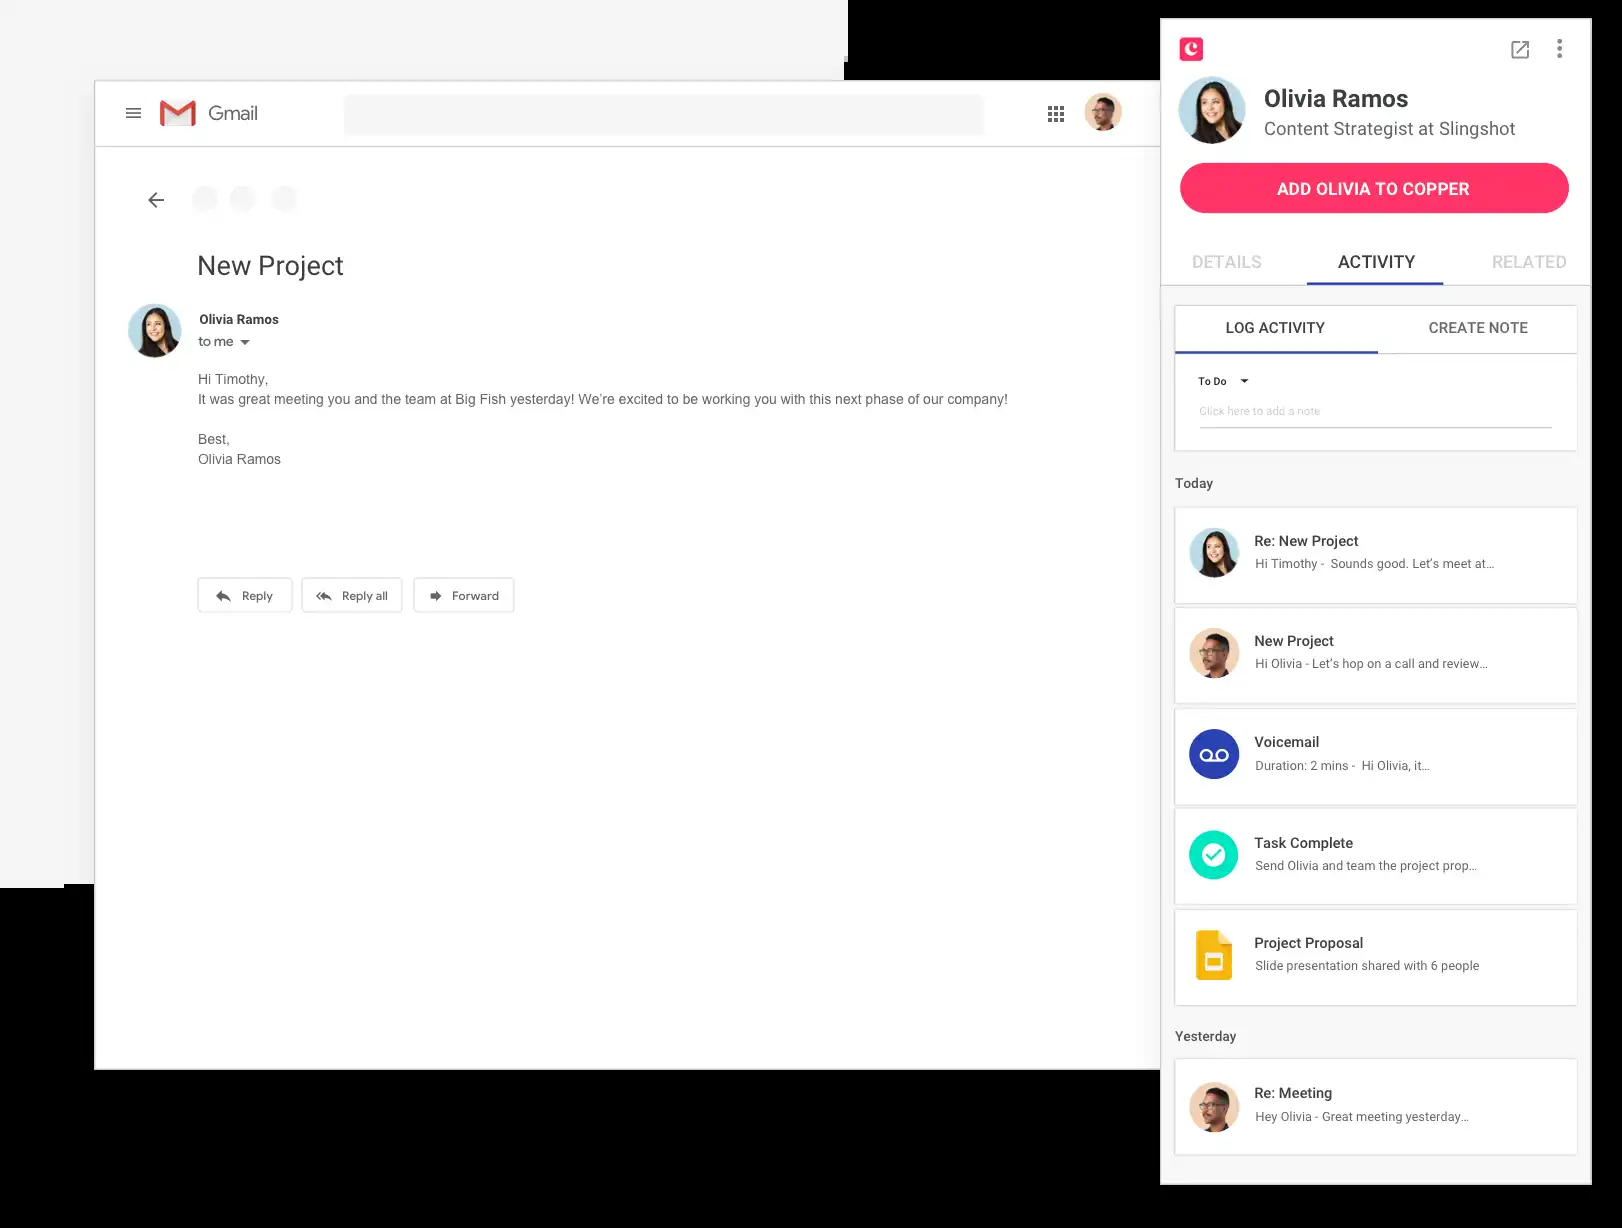 Gmail
New Project
Olivia Ramos
to me
Hi Timothy,
It was great meeting you and the team at Big Fish yesterday! We're excited to be working you with this next phase of our company!
Best,
Olivia Ramos
Reply
Reply all
Forward
Olivia Ramos
Content Strategist at Slingshot
ADD OLIVIA TO COPPER
DETAILS
ACTIVITY
RELATED
LOG ACTIVITY
CREATE NOTE
To Do
Click here to add a note
Today
Re: New Project
Hi Timothy - Sounds good. Let's meet at...
New Project
Hi Olivia - Let's hop on a call and review...
Voicemail
Duration: 2 mins - Hi Olivia, it...
Task Complete
Send Olivia and team the project prop...
Project Proposal
Slide presentation shared with 6 people
Yesterday
Re: Meeting
Hey Olivia - Great meeting yesterday...